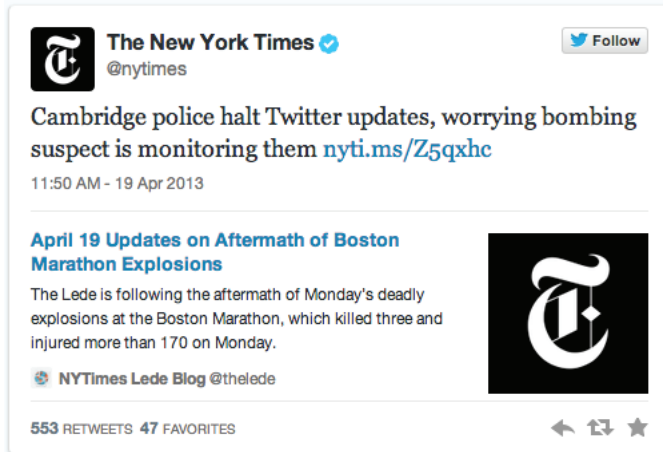 The New York Times
Follow
@nytimes
Cambridge police halt Twitter updates, worrying bombing
suspect is monitoring them nyti.ms/Z5qxhc
11:50 AM - 19 Apr 2013
April 19 Updates on Aftermath of Boston
Marathon Explosions
The Lede is following the aftermath of Monday's deadly
explosions at the Boston Marathon, which killed three and
injured more than 170 on Monday.
NYTimes Lede Blog @thelede
553 RETWEETS 47 FAVORITES